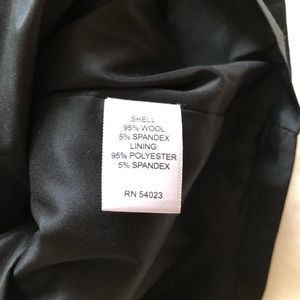 SHELL
95% WOOL
5% SPANDEX
LINING:
95% POLYESTER
5% SPANDEX
RN 54023